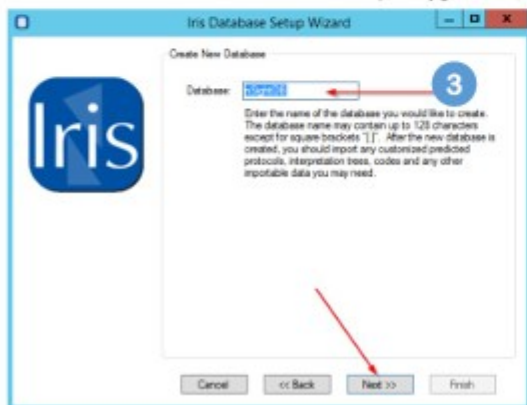 Iris Database Setup Wizard
Create New Database
Database:
3
Enter the name of the database you would like to create.
The database name may contain up to 128 characters
except for square brackets "[ ]". After the new database is
created, you should import any customized predicted
protocols, interpretation trees, codes and any other
importable data you may need.
Iris
Cancel
<< Back
Next >>
Finish